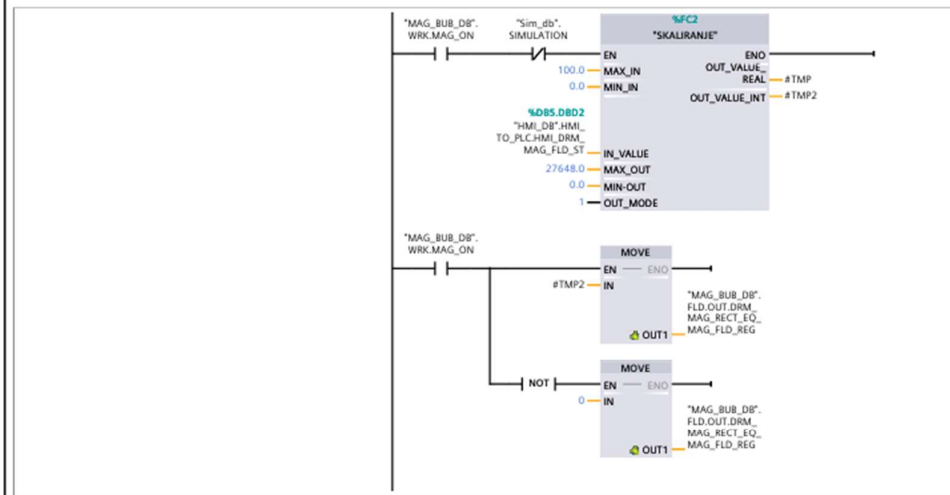 "MAG_BUB_DB".
WRK.MAG_ON
"Sim_db".
SIMULATION
%FC2
"SKALIRANJE"
EN
ENO
100.0
MAX_IN
0.0
MIN_IN
OUT_VALUE_
REAL
#TMP
OUT_VALUE_INT
#TMP2
%DB5.DBD2
"HMI_DB".HMI_
TO_PLC.HMI_DRM_
MAG_FLD_ST
IN_VALUE
27648.0
MAX_OUT
0.0
MIN-OUT
1
OUT_MODE
"MAG_BUB_DB".
WRK.MAG_ON
MOVE
EN
ENO
#TMP2
IN
OUT1
"MAG_BUB_DB".
FLD.OUT.DRM_
MAG_RECT_EQ_
MAG_FLD_REG
NOT
MOVE
EN
ENO
0
IN
OUT1
"MAG_BUB_DB".
FLD.OUT.DRM_
MAG_RECT_EQ_
MAG_FLD_REG